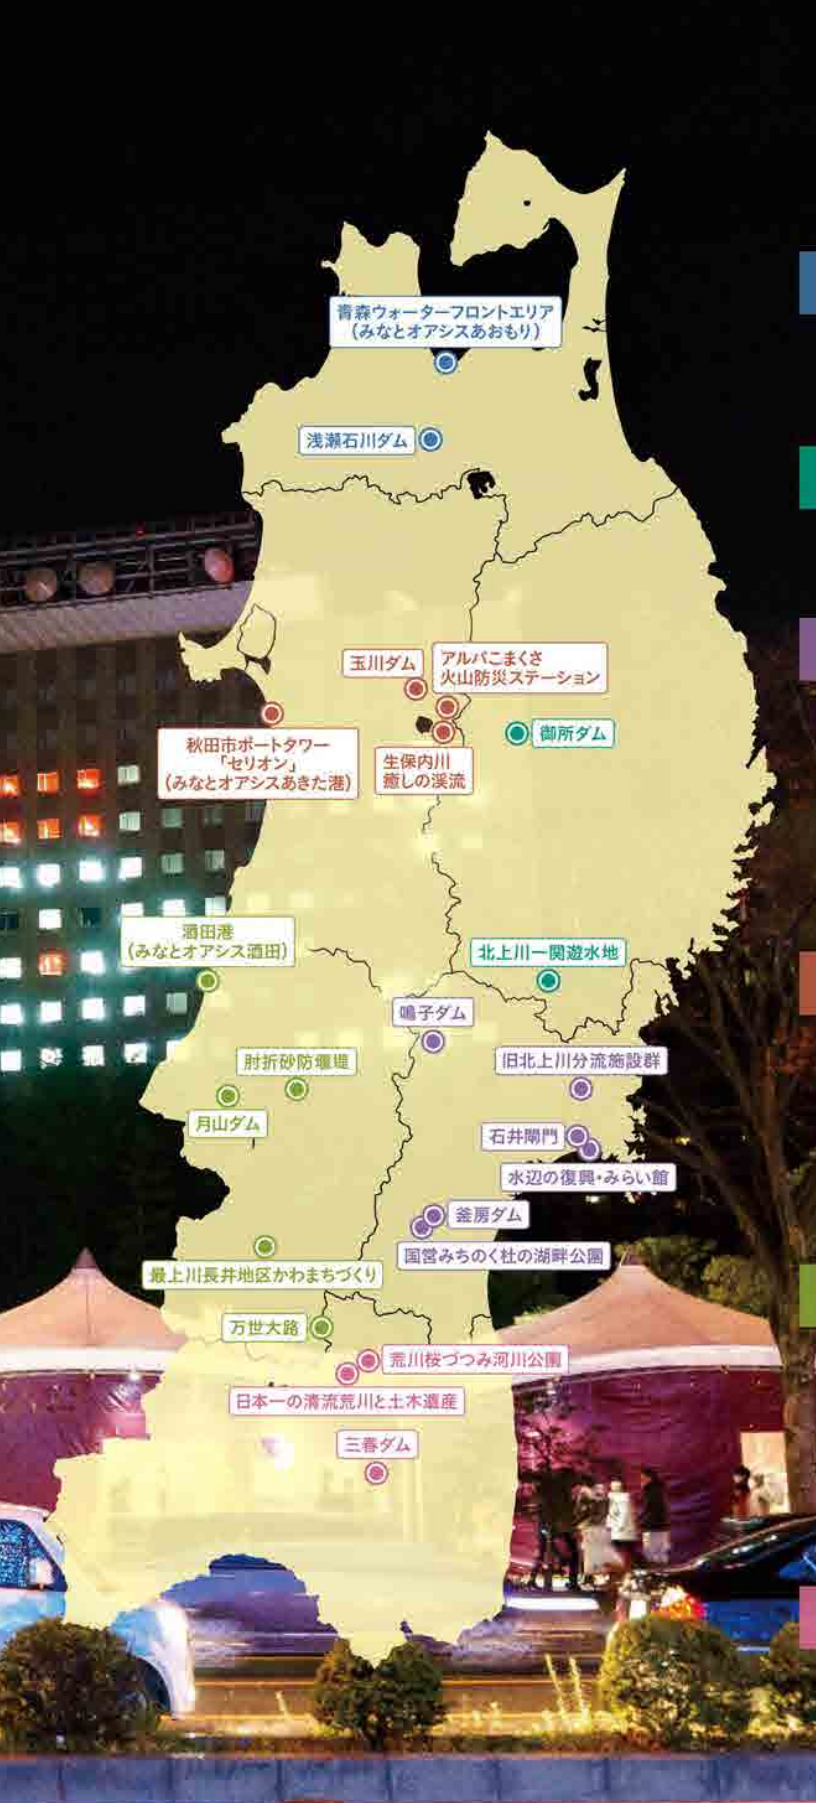 青森ウォーターフロントエリア
(みなとオアシスあおもり)
浅瀬石川ダム
玉川ダム
アルパこまくさ
火山防災ステーション
秋田市ポートタワー
「セリオン」
(みなとオアシスあきた港)
生保内川
癒しの渓流
御所ダム
酒田港
(みなとオアシス酒田)
北上川一関遊水地
鳴子ダム
肘折砂防堰堤
旧北上川分流施設群
月山ダム
石井閘門
水辺の復興・みらい館
釜房ダム
国営みちのく杜の湖畔公園
最上川長井地区かわまちづくり
万世大路
荒川桜づつみ河川公園
日本一の清流荒川と土木遺産
三春ダム